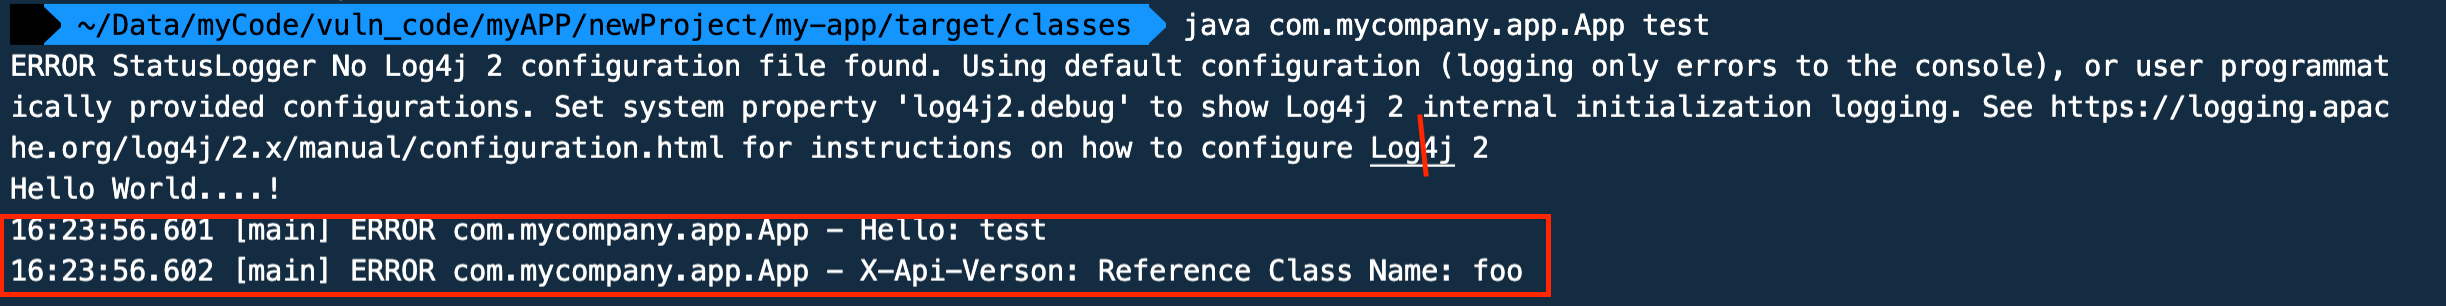 ~/Data/myCode/vuln_code/myAPP/newProject/my-app/target/classes java com.mycompany.app.App test
ERROR StatusLogger No Log4j 2 configuration file found. Using default configuration (logging only errors to the console), or user programmat
ically provided configurations. Set system property 'log4j2.debug' to show Log4j 2 internal initialization logging. See https://logging.apac
he.org/log4j/2.x/manual/configuration.html for instructions on how to configure Log4j 2
Hello World....!
16:23:56.601 [main] ERROR com.mycompany.app.App - Hello: test
16:23:56.602 [main] ERROR com.mycompany.app.App - X-Api-Verson: Reference Class Name: foo